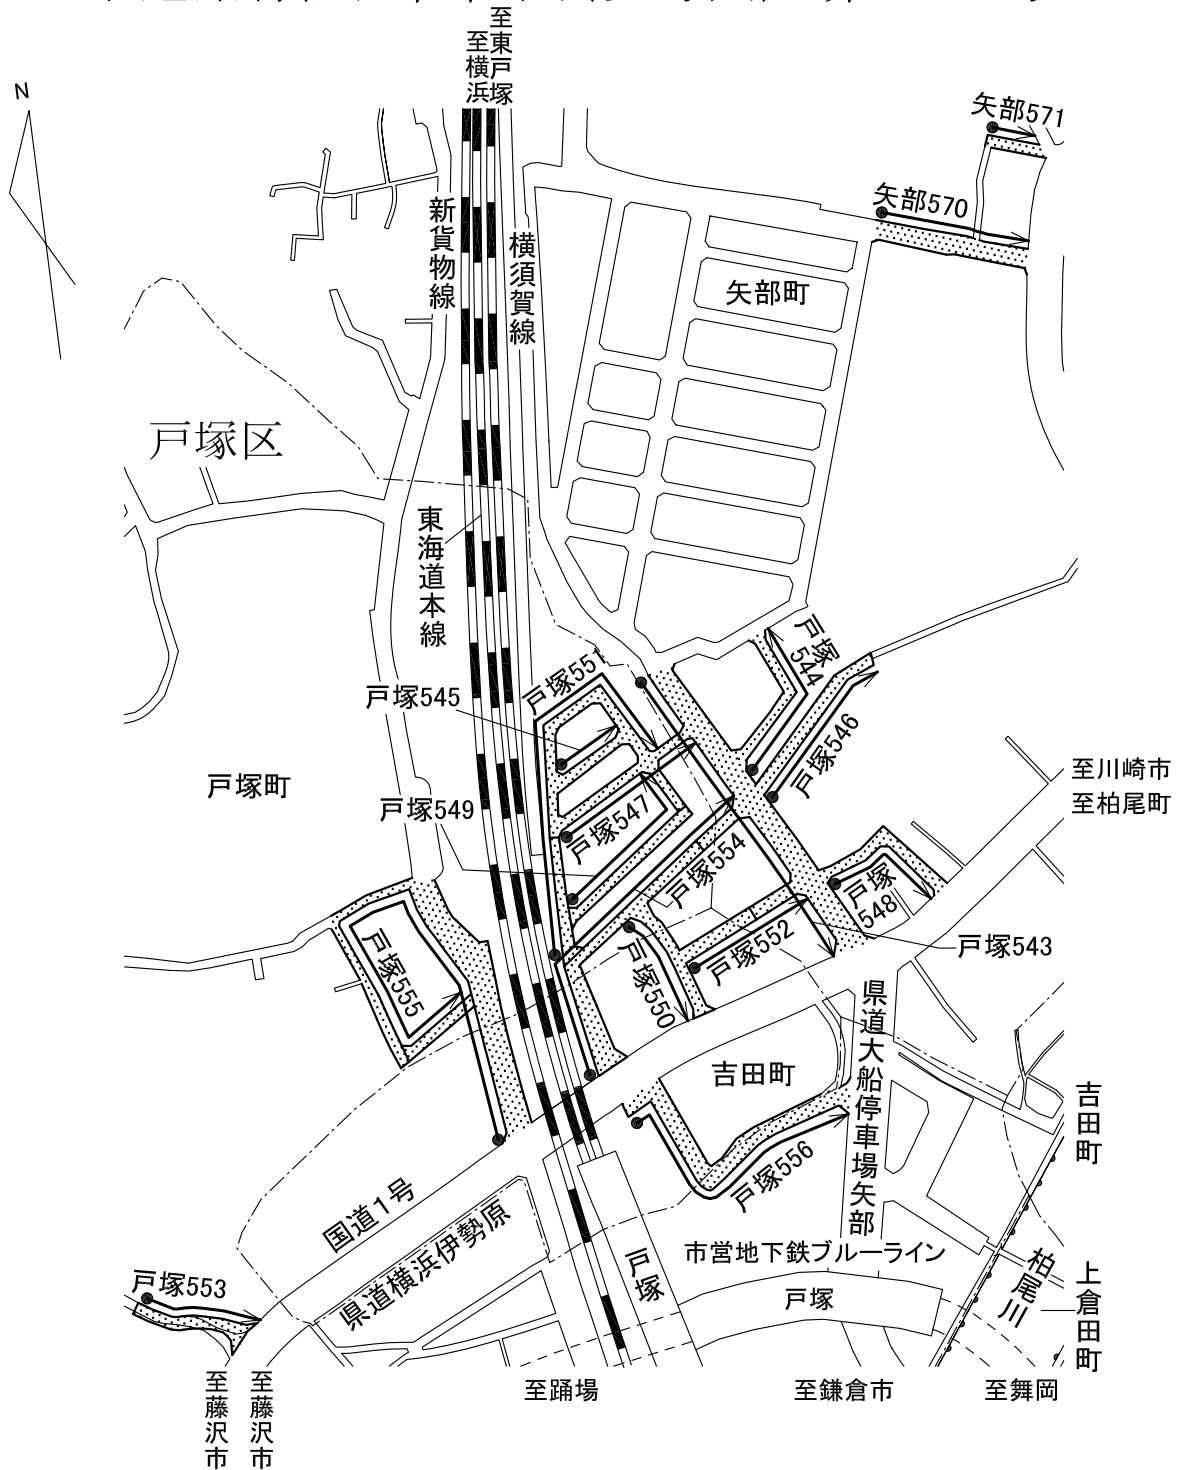 至東戸塚
至横浜
N
矢部571
矢部570
新貨物線
横須賀線
矢部町
戸塚区
東海道本線
戸塚544
戸塚551
戸塚545
戸塚546
戸塚町
至川崎市
至柏尾町
戸塚549
戸塚547
戸塚554
戸塚548
戸塚552
戸塚543
戸塚555
戸塚550
県道大船停車場矢部
吉田町
吉田町
戸塚556
国道1号
県道横浜伊勢原
戸塚
市営地下鉄ブルーライン
戸塚
柏尾川
上倉田町
戸塚553
至藤沢市
至藤沢市
至踊場
至鎌倉市
至舞岡